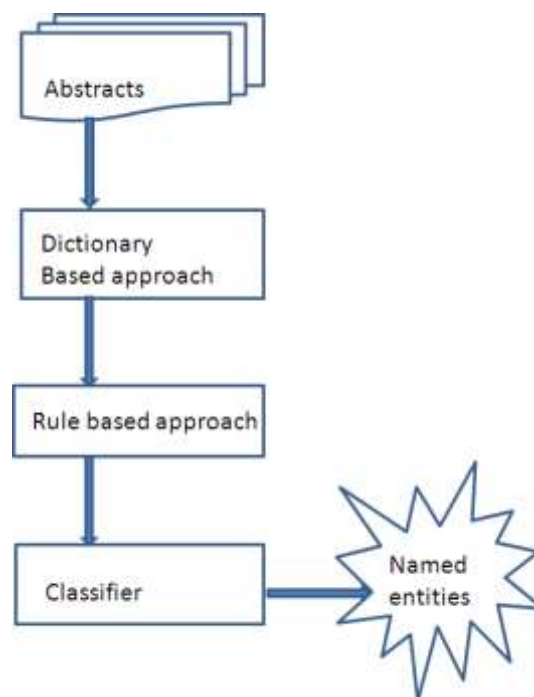 Abstracts
Dictionary
Based approach
Rule based approach
Classifier
Named
entities